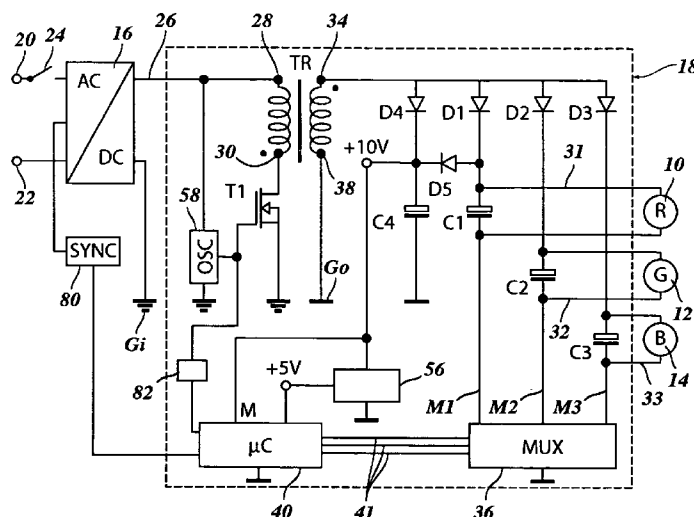 20 24 16 26 28 34
TR
18
AC
DC
22
D4 D1 D2 D3
30 +10V 38
D5
31 10
R
T1
58
OSC
C4 C1
SYNC
80
Gi
Go
C2
G
12
32
C3
B
14
33
82
+5V 56
M M1 M2 M3
µC
MUX
40 41 36